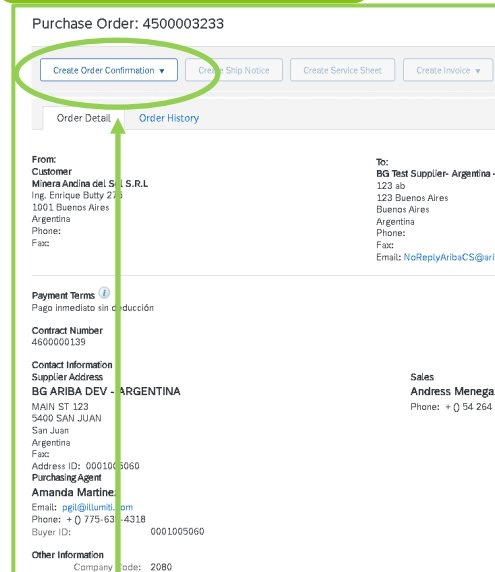 Purchase Order: 4500003233
Create Order Confirmation ▼
Create Ship Notice
Create Service Sheet
Create Invoice ▼
Order Detail
Order History
From:
Customer
Minera Andina del Sol S.R.L
Ing. Enrique Butty 275
1001 Buenos Aires
Argentina
Phone:
Fax:
To:
BG Test Supplier- Argentina -
123 ab
123 Buenos Aires
Buenos Aires
Argentina
Phone:
Fax:
Email: NoReplyAribaCS@ari
Payment Terms
Pago inmediato sin deducción
Contract Number
4600000139
Contact Information
Supplier Address
BG ARIBA DEV - ARGENTINA
MAIN ST 123
5400 SAN JUAN
San Juan
Argentina
Fax:
Address ID: 0001005060
Purchasing Agent
Amanda Martinez
Email: pgil@illumiti.com
Phone: + () 775-63 -4318
Buyer ID: 0001005060
Sales
Andress Menega
Phone: + () 54 264
Other Information
Company Code: 2080